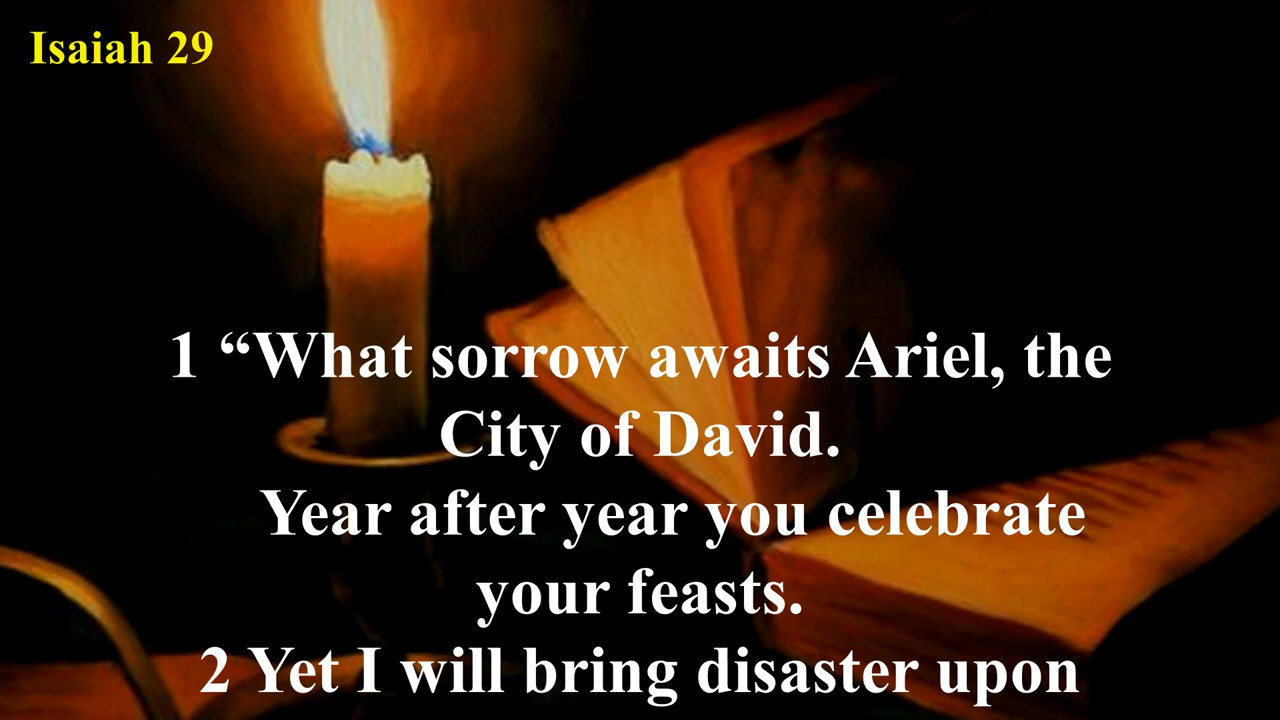 Isaiah 29
1 “What sorrow awaits Ariel, the
City of David.
Year after year you celebrate
your feasts.
2 Yet I will bring disaster upon